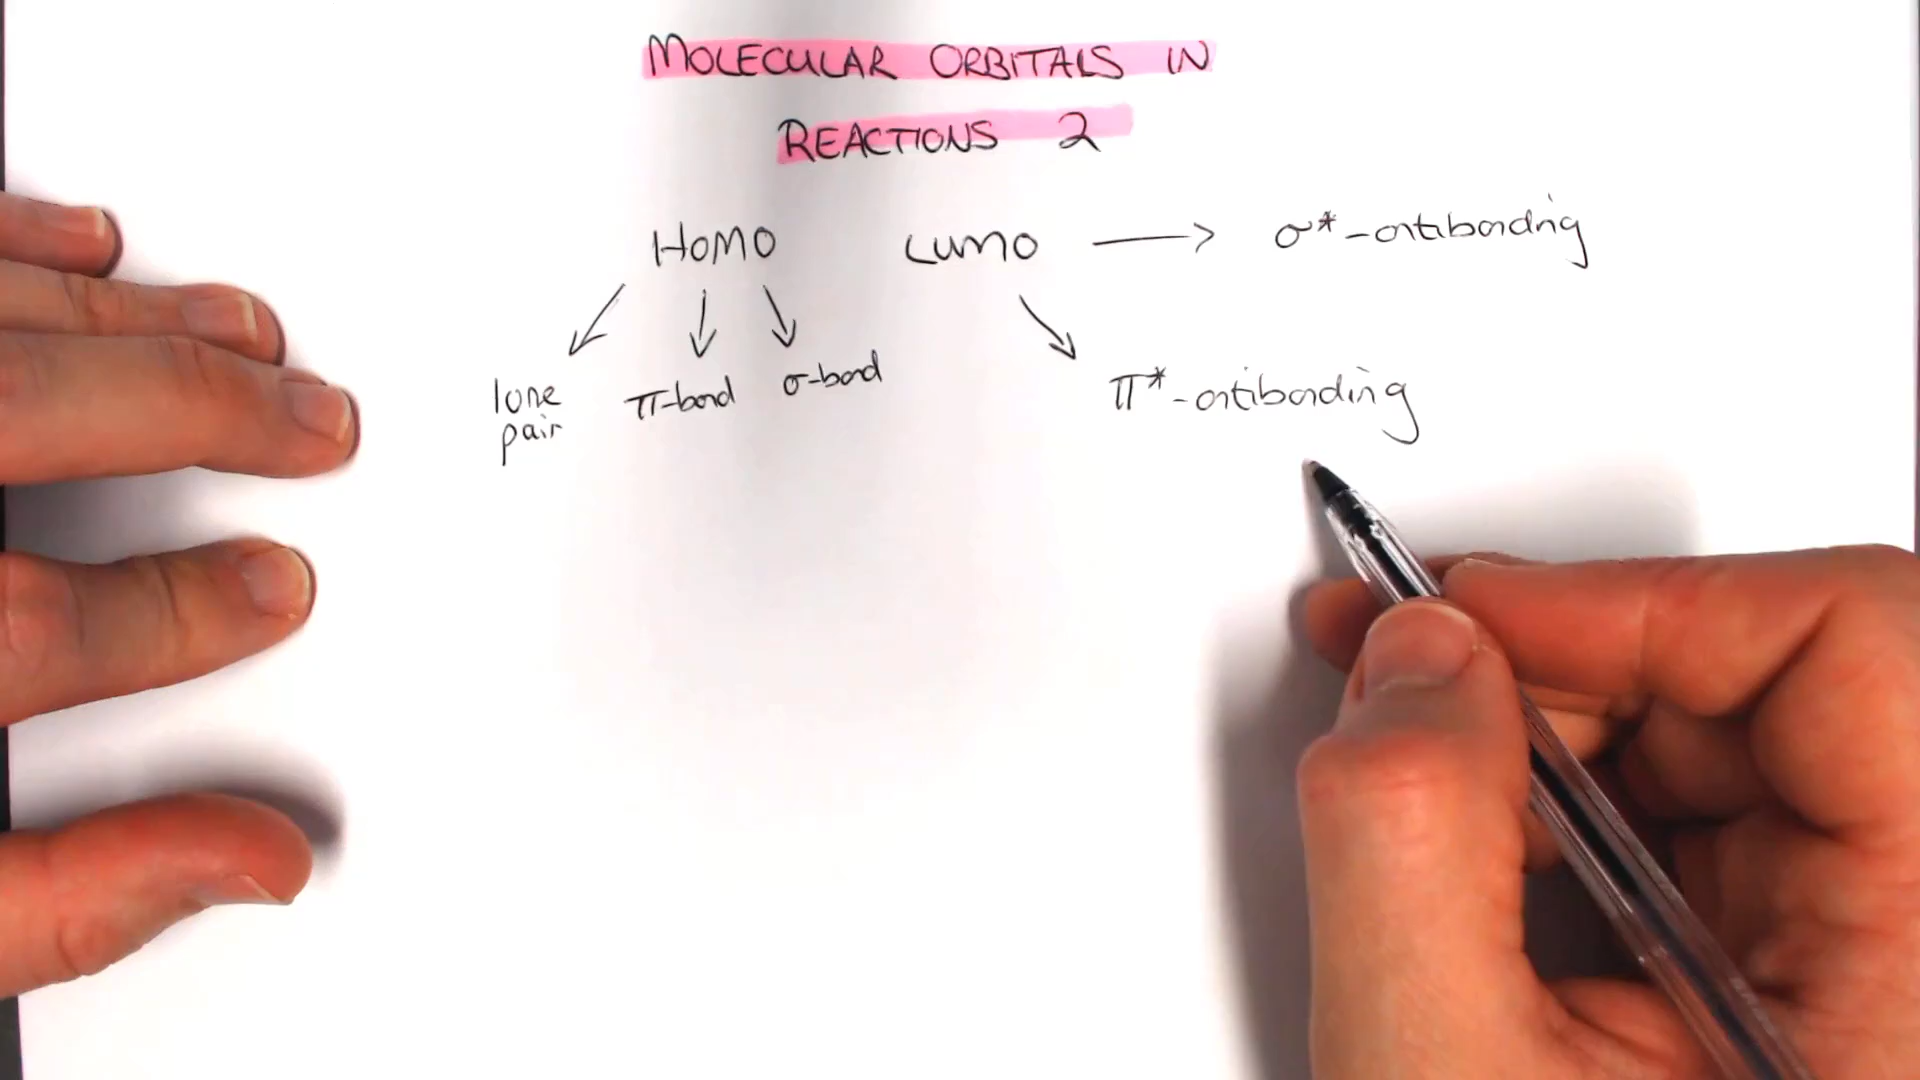 MOLECULAR ORBITALS IN
REACTIONS 2
HOMO LUMO → σ*-antibonding
lone pair
π-bond
σ-bond
π*-antibonding